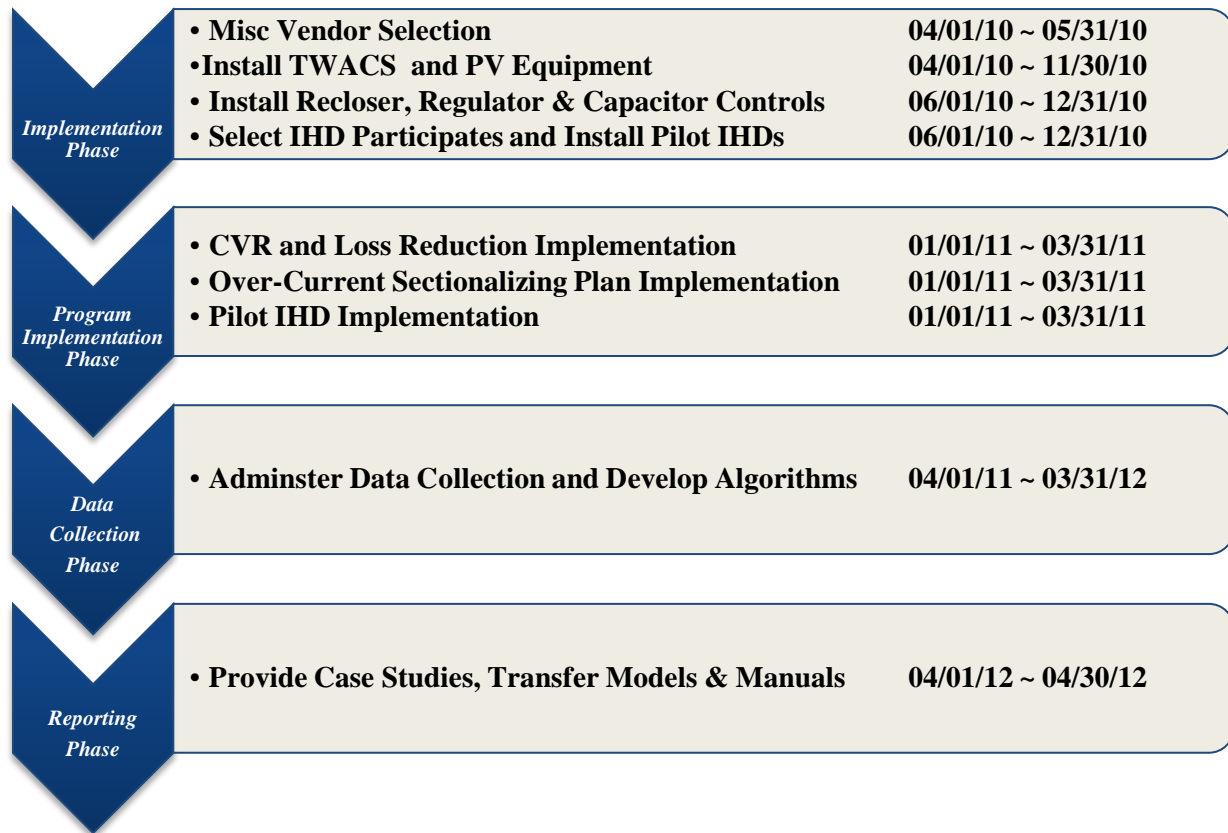 Implementation
Phase
• Misc Vendor Selection 04/01/10 ~ 05/31/10
•Install TWACS and PV Equipment 04/01/10 ~ 11/30/10
• Install Recloser, Regulator & Capacitor Controls 06/01/10 ~ 12/31/10
• Select IHD Participates and Install Pilot IHDs 06/01/10 ~ 12/31/10
Program
Implementation
Phase
• CVR and Loss Reduction Implementation 01/01/11 ~ 03/31/11
• Over-Current Sectionalizing Plan Implementation 01/01/11 ~ 03/31/11
• Pilot IHD Implementation 01/01/11 ~ 03/31/11
Data
Collection
Phase
• Adminster Data Collection and Develop Algorithms 04/01/11 ~ 03/31/12
Reporting
Phase
• Provide Case Studies, Transfer Models & Manuals 04/01/12 ~ 04/30/12